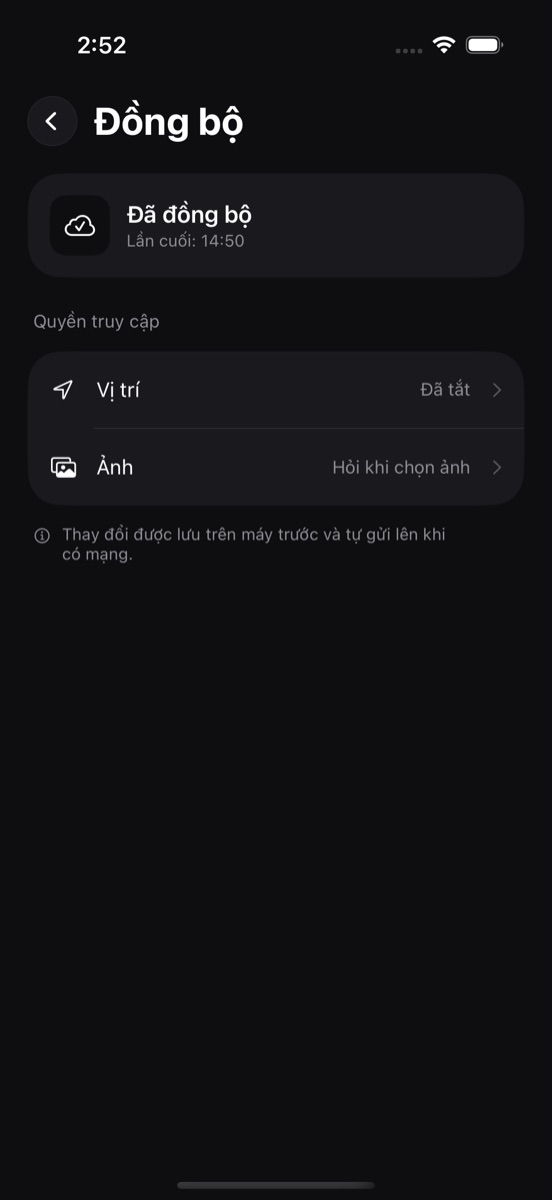 2:52
Đồng bộ
Đã đồng bộ
Lần cuối: 14:50
Quyền truy cập
Vị trí
Đã tắt
Ảnh
Hỏi khi chọn ảnh
Thay đổi được lưu trên máy trước và tự gửi lên khi
có mạng.